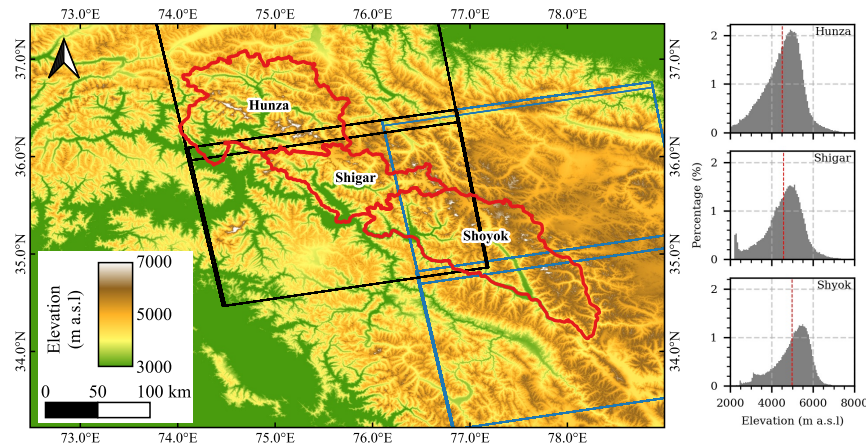 74.0°E 75.0°E 76.0°E 77.0°E 78.0°E
37.0°N
36.0°N
35.0°N
34.0°N
37.0°N
36.0°N
35.0°N
34.0°N
Hunza
Shigar
Shoyok
Elevation
(m a.s.l)
7000
5000
3000
0 50 100 km
73.0°E 74.0°E 75.0°E 76.0°E 77.0°E 78.0°E
Hunza
2
1
0
Shigar
2
1
0
Percentage (%)
Shyok
2
1
0
2000 4000 6000 8000
Elevation (m a.s.l)